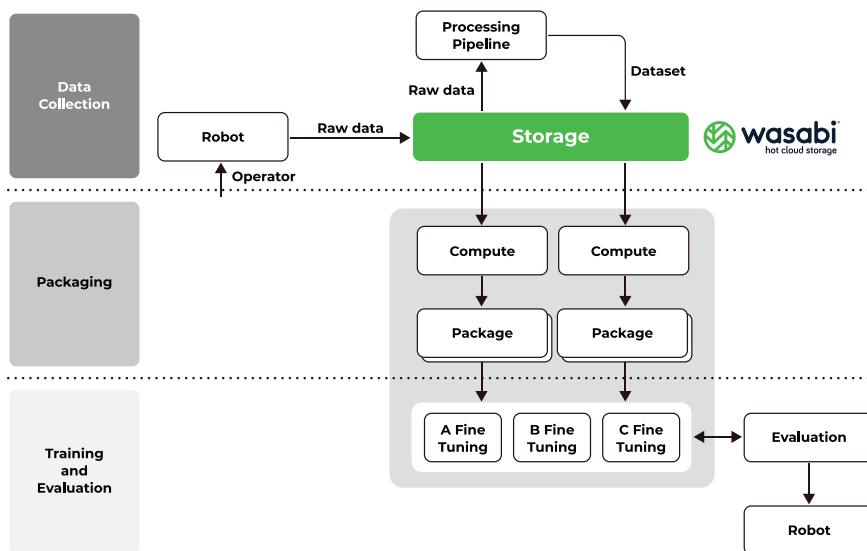 Data
Collection
Processing
Pipeline
Raw data
Dataset
Robot
Raw data
Storage
wasabi
hot cloud storage
Operator
Packaging
Compute
Compute
Package
Package
Training
and
Evaluation
A Fine
Tuning
B Fine
Tuning
C Fine
Tuning
Evaluation
Robot